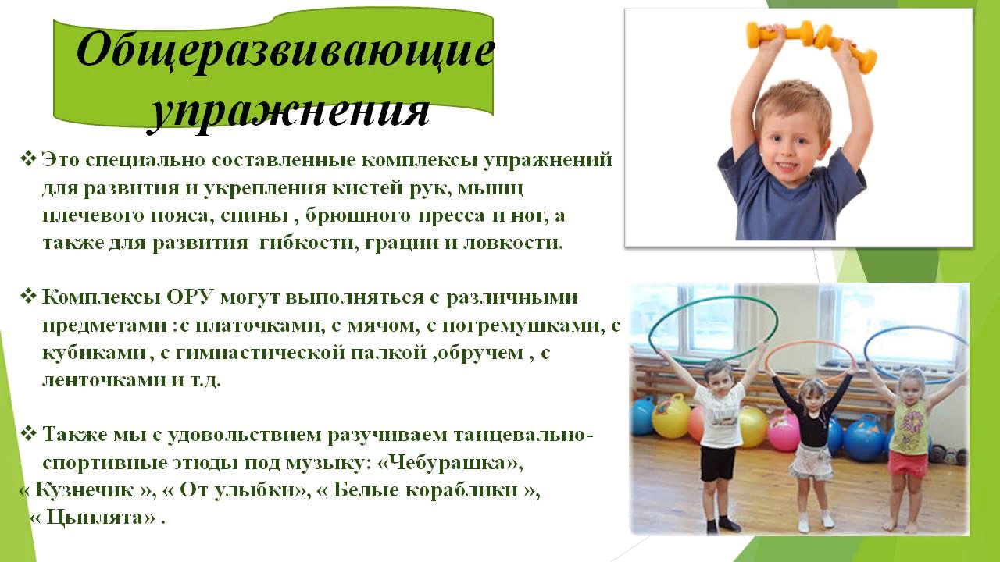 Общеразвивающие
упражнения
❖ Это специально составленные комплексы упражнений
для развития и укрепления кистей рук, мышц
плечевого пояса, спины , брюшного пресса и ног, а
также для развития гибкости, грации и ловкости.
❖ Комплексы ОРУ могут выполняться с различными
предметами :с платочками, с мячом, с погремушками, с
кубиками , с гимнастической палкой ,обручем , с
ленточками и т.д.
❖ Также мы с удовольствием разучиваем танцевально-
спортивные этюды под музыку: «Чебурашка»,
« Кузнечик », « От улыбки», « Белые кораблики »,
« Цыплята» .